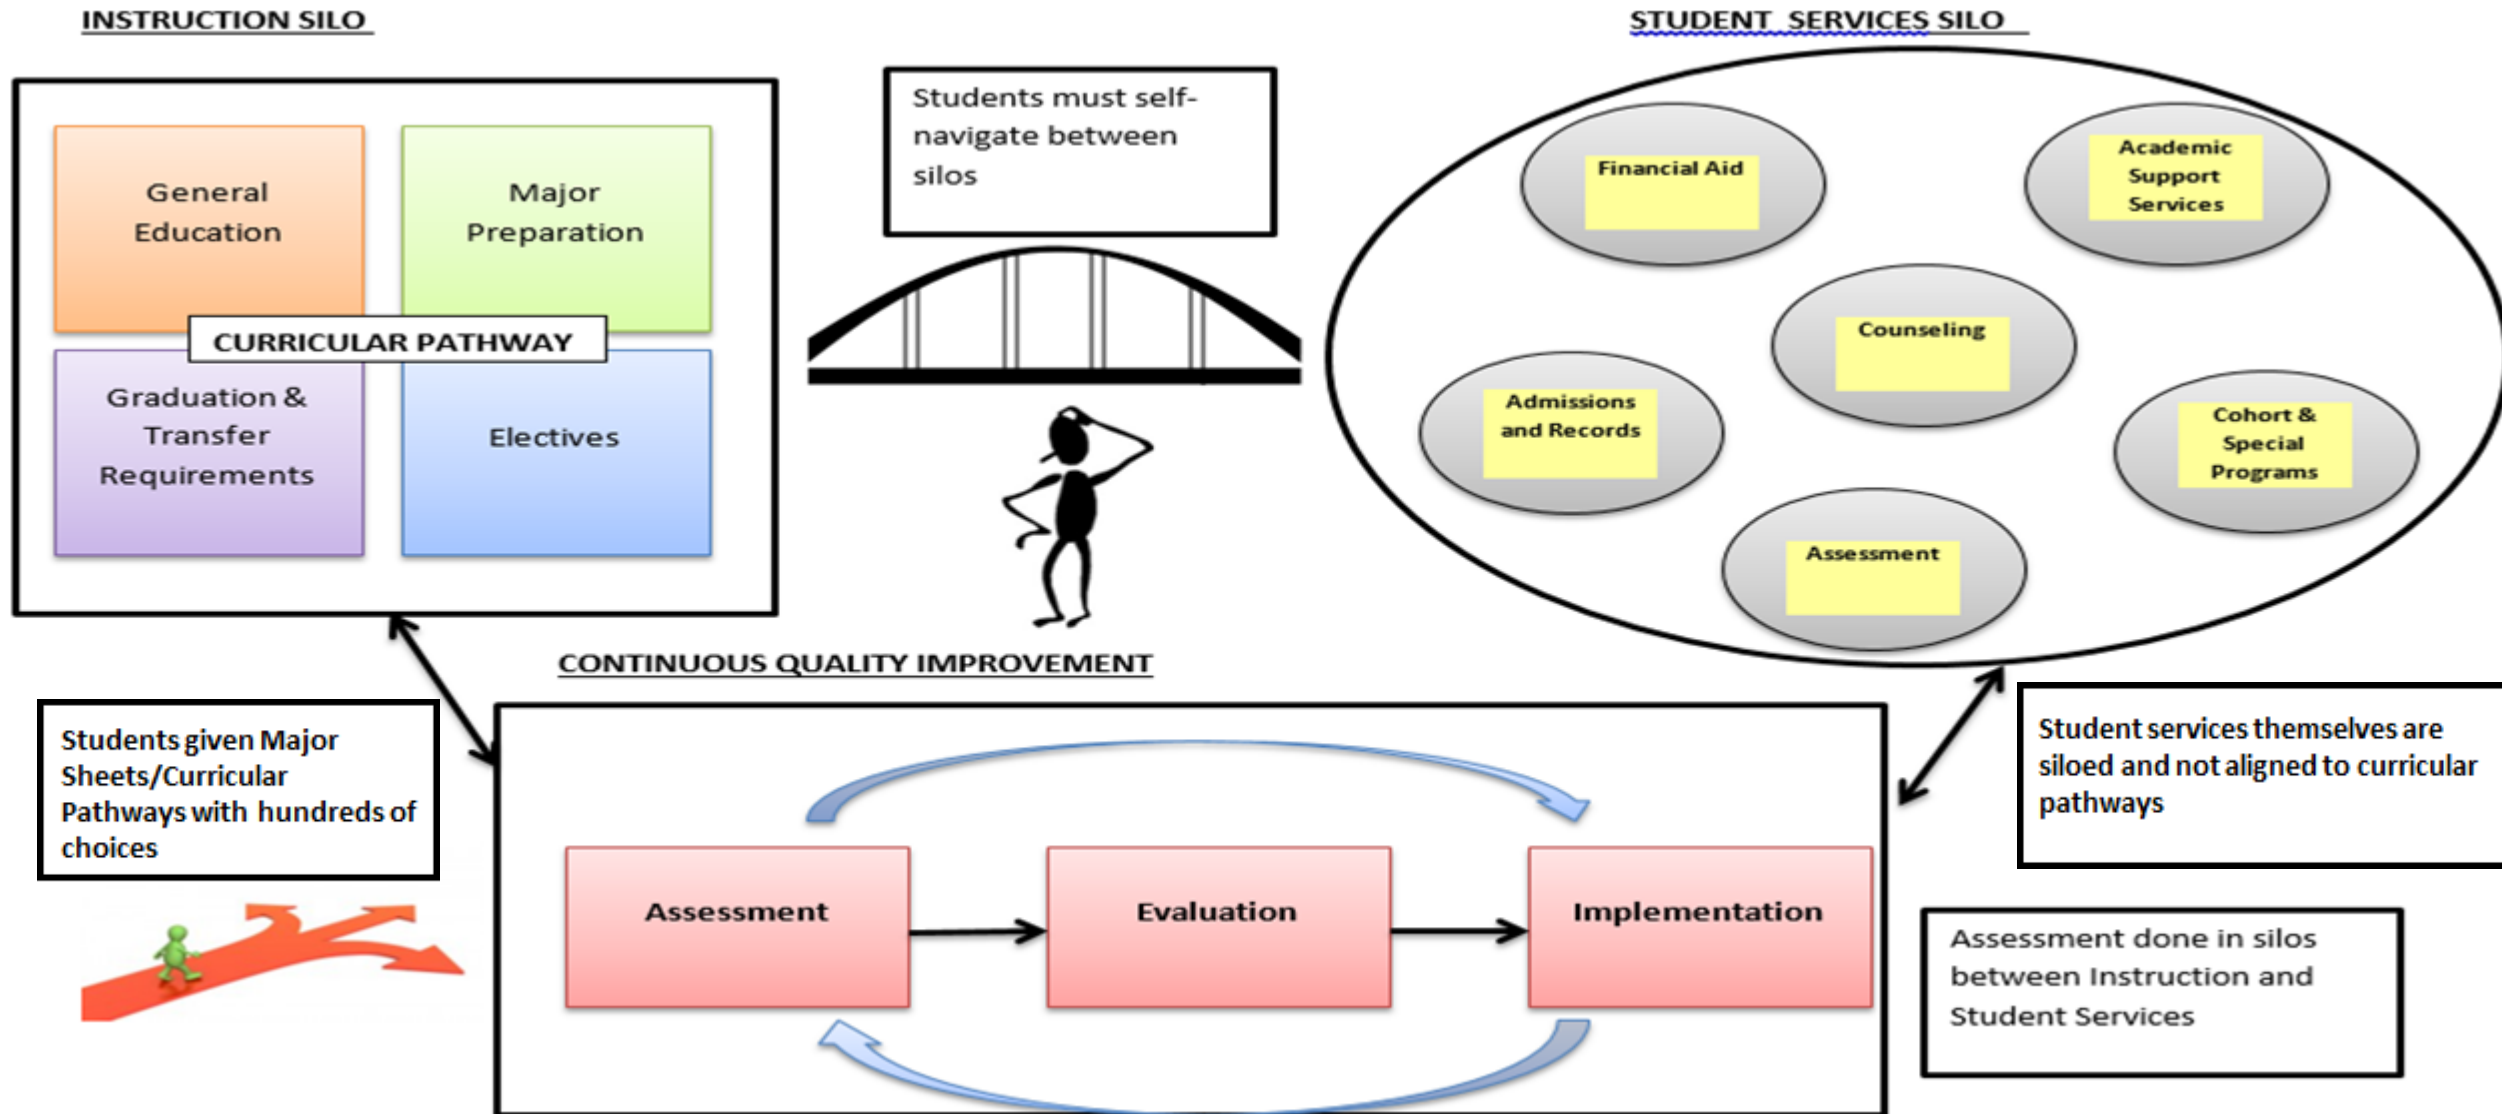 INSTRUCTION SILO
STUDENT SERVICES SILO
General
Education
Major
Preparation
CURRICULAR PATHWAY
Graduation &
Transfer
Requirements
Electives
Students must self-
navigate between
silos
Financial Aid
Academic
Support
Services
Counseling
Admissions
and Records
Cohort &
Special
Programs
Assessment
CONTINUOUS QUALITY IMPROVEMENT
Students given Major
Sheets/Curricular
Pathways with hundreds of
choices
Assessment
Evaluation
Implementation
Student services themselves are
siloed and not aligned to curricular
pathways
Assessment done in silos
between Instruction and
Student Services